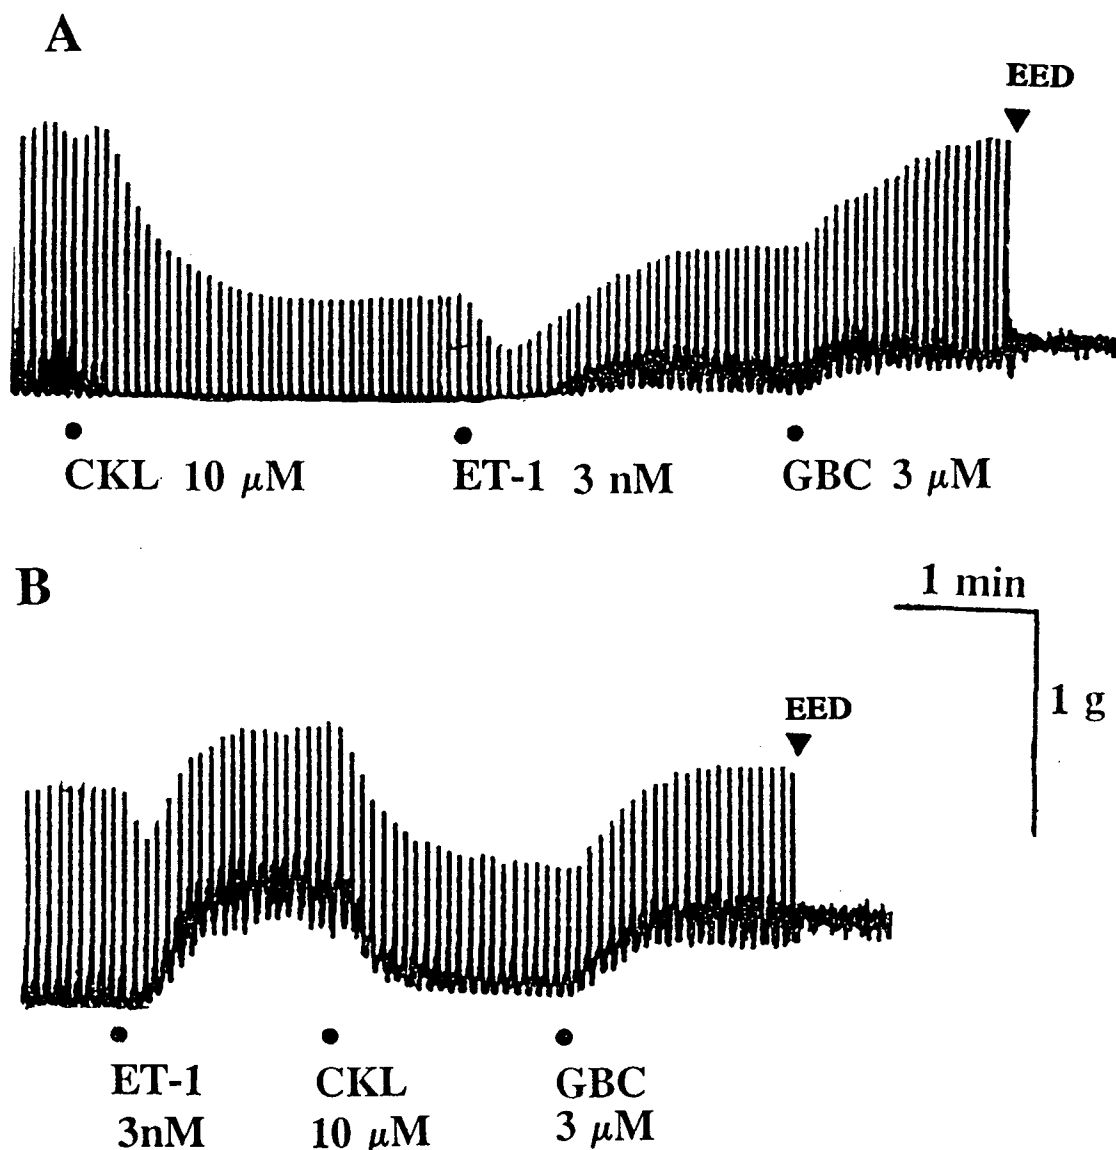 A
EED
CKL 10 μM
ET-1 3 nM
GBC 3 μM
B
1 min
1 g
EED
ET-1
3nM
CKL
10 μM
GBC
3 μM